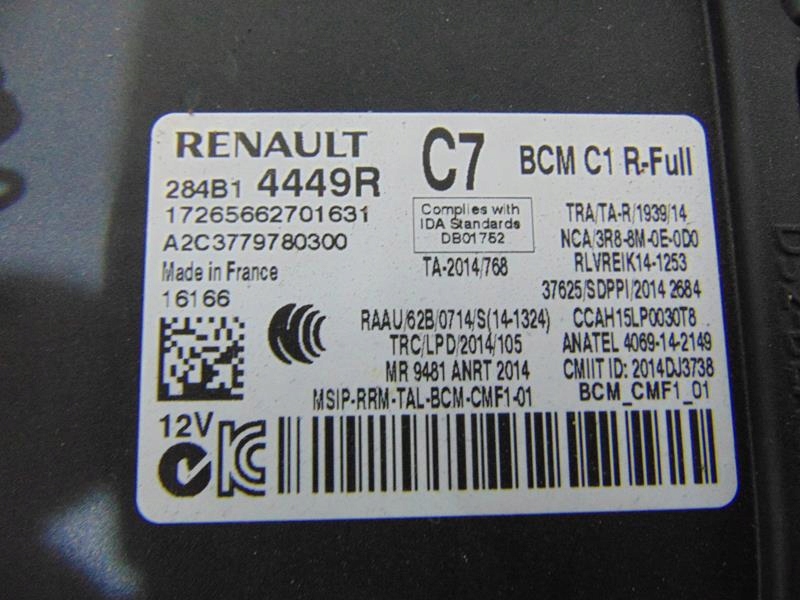 RENAULT C7 BCM C1 R-Full
284B1 4449R
17265662701631
A2C3779780300
Made in France
16166
Complies with
IDA Standards
DB01752
TA-2014/768
TRA/TA-R/1939/14
NCA/3R8-8M-0E-0D0
RLVREIK14-1253
37625/SDPPI/2014 2684
RAAU/62B/0714/S(14-1324) CCAH15LP0030T8
TRC/LPD/2014/105 ANATEL 4069-14-2149
MR 9481 ANRT 2014 CMIIT ID: 2014DJ3738
MSIP-RRM-TAL-BCM-CMF1-01 BCM_CMF1_01
12V